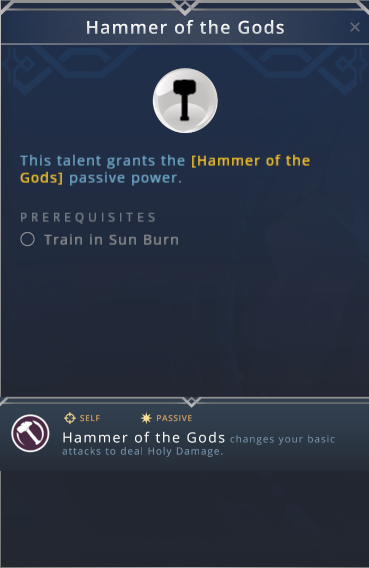 Hammer of the Gods
This talent grants the [Hammer of the
Gods] passive power.
PREREQUISITES
Train in Sun Burn
SELF PASSIVE
Hammer of the Gods changes your basic
attacks to deal Holy Damage.